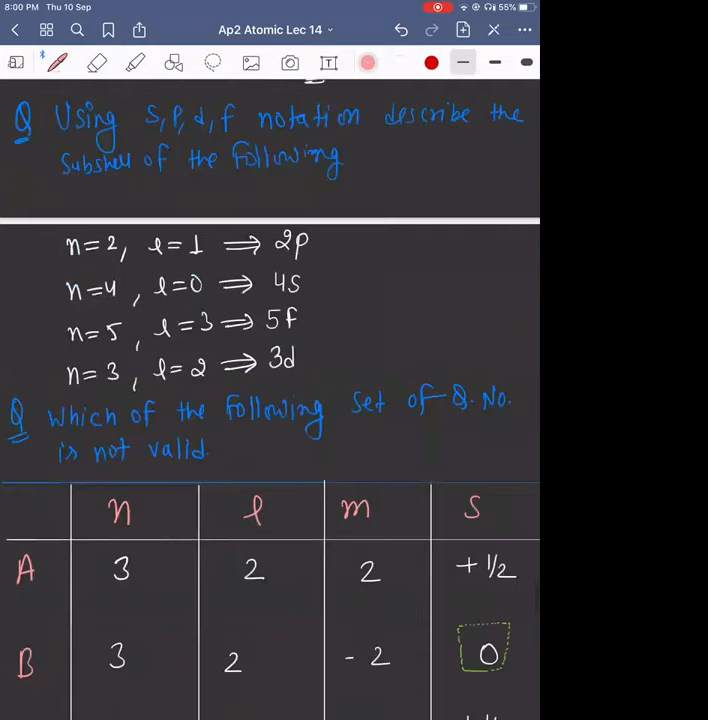 8:00 PM Thu 10 Sep
55%
Ap2 Atomic Lec 14
T
Q Using s, p, d, f notation describe the
subshell of the following
n=2, l=1 ⟹ 2p
n=4, l=0 ⟹ 4s
n=5, l=3 ⟹ 5f
n=3, l=2 ⟹ 3d
Q Which of the following set of Q. No.
is not valid.
n l m s
A 3 2 2 +1/2
B 3 2 -2 0